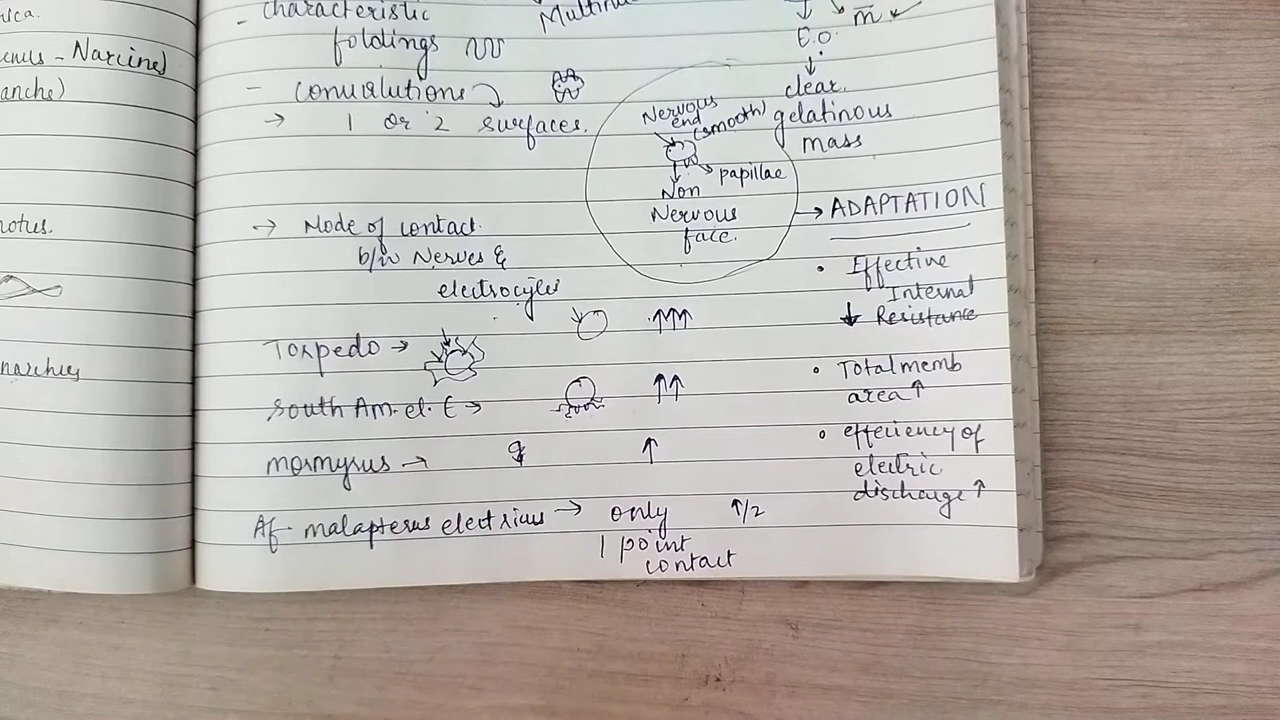 characteristic
foldings
- convolutions
→ 1 or 2 surfaces.
→ Mode of contact
b/w Nerves &
electrocytes
Torpedo →
South Am. el. E →
mormyrus → ↑
Af. malapterus electricus → only ↑/2
1 point
contact
Nervous
end (smooth)
papillae
Non
Nervous
face.
E.O.
↓
clear
gelatinous
mass
→ ADAPTATION
• Effective
Internal
↓ Resistance
• Total memb
area ↑
• effeciency of
electric
discharge ↑